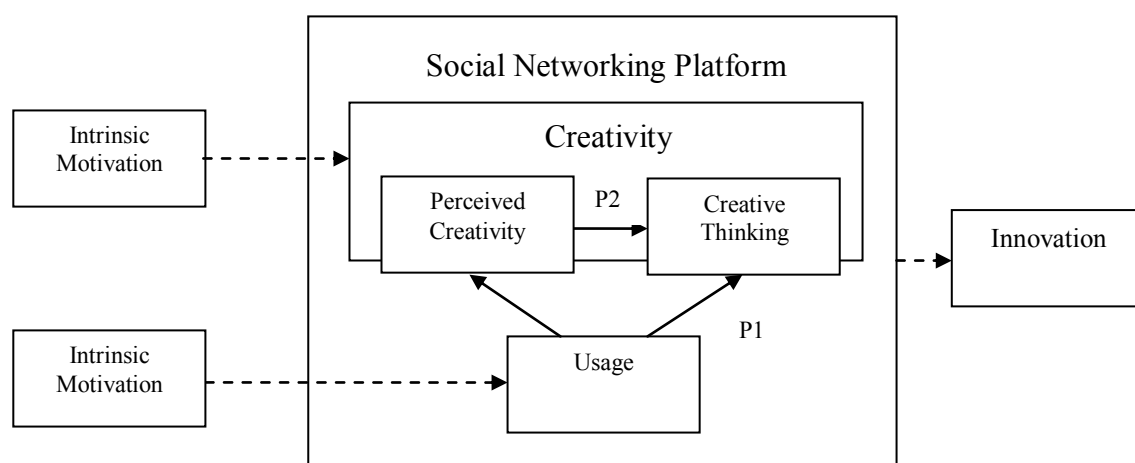 Social Networking Platform
Intrinsic
Motivation
Creativity
Perceived
Creativity
P2
Creative
Thinking
Innovation
P1
Intrinsic
Motivation
Usage